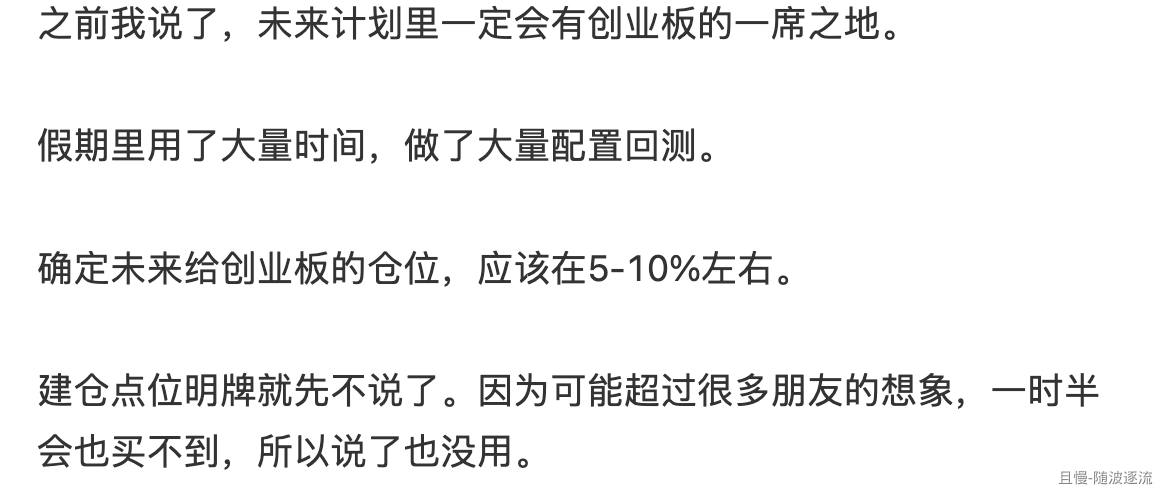 之前我说了，未来计划里一定会有创业板的一席之地。
假期里用了大量时间，做了大量配置回测。
确定未来给创业板的仓位，应该在5-10%左右。
建仓点位明牌就先不说了。因为可能超过很多朋友的想象，一时半
会也买不到，所以说了也没用。
且慢-随波逐流